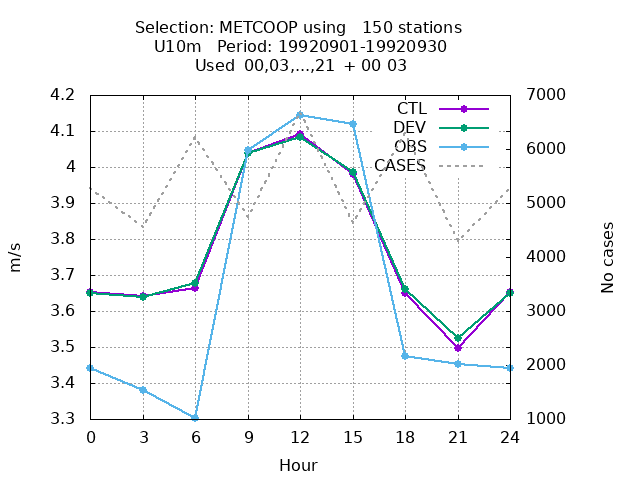 Selection: METCOOP using   150 stations
U10m   Period: 19920901-19920930
Used  00,03,...,21  + 00 03
4.2
4.1
4
3.9
3.8
3.7
3.6
3.5
3.4
3.3
m/s
7000
6000
5000
4000
3000
2000
1000
No cases
CTL
DEV
OBS
CASES
0 3 6 9 12 15 18 21 24
Hour